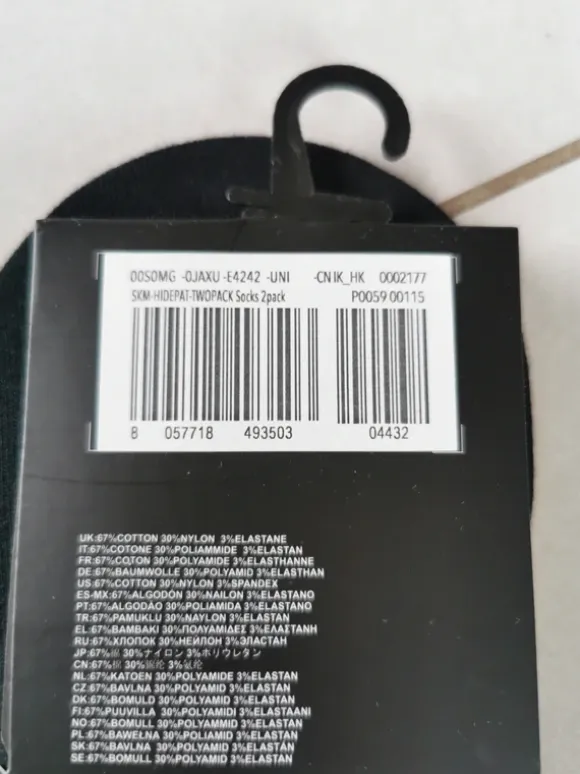 00S0MG -0JAXU -E4242 -UNI -CN IK_HK 0002177
SKM-HIDEPAT-TWOPACK Socks 2pack P0059 00115
8 057718 493503 04432
UK:67%COTTON 30%NYLON 3%ELASTANE
IT:67%COTONE 30%POLIAMMIDE 3%ELASTAN
FR:67%COTON 30%POLYAMIDE 3%ELASTHANNE
DE:67%BAUMWOLLE 30%POLYAMID 3%ELASTHAN
US:67%COTTON 30%NYLON 3%SPANDEX
ES-MX:67%ALGODÓN 30%NAILON 3%ELASTANO
PT:67%ALGODÃO 30%POLIAMIDA 3%ELASTANO
TR:67%PAMUKLU 30%NAYLON 3%ELASTAN
EL:67%BAMBAKI 30%ΠΟΛΥΑΜΙΔΕΣ 3%ΕΛΑΣΤΑΝΗ
RU:67%ХЛОПОК 30%НЕЙЛОН 3%ЭЛАСТАН
JP:67%棉 30%ナイロン 3%ホリウレタン
CN:67%棉 30%锦纶 3%氨纶
NL:67%KATOEN 30%POLYAMIDE 3%ELASTAN
CZ:67%BAVLNA 30%POLYAMID 3%ELASTAN
DK:67%BOMULD 30%POLYAMID 3%ELASTAN
FI:67%PUUVILLA 30%POLYAMIDI 3%ELASTAANI
NO:67%BOMULL 30%POLYAMMID 3%ELASTAN
PL:67%BAWEŁNA 30%POLIAMID 3%ELASTAN
SK:67%BAVLNA 30%POLYAMID 3%ELASTÁN
SE:67%BOMULL 30%POLYAMID 3%ELASTAN